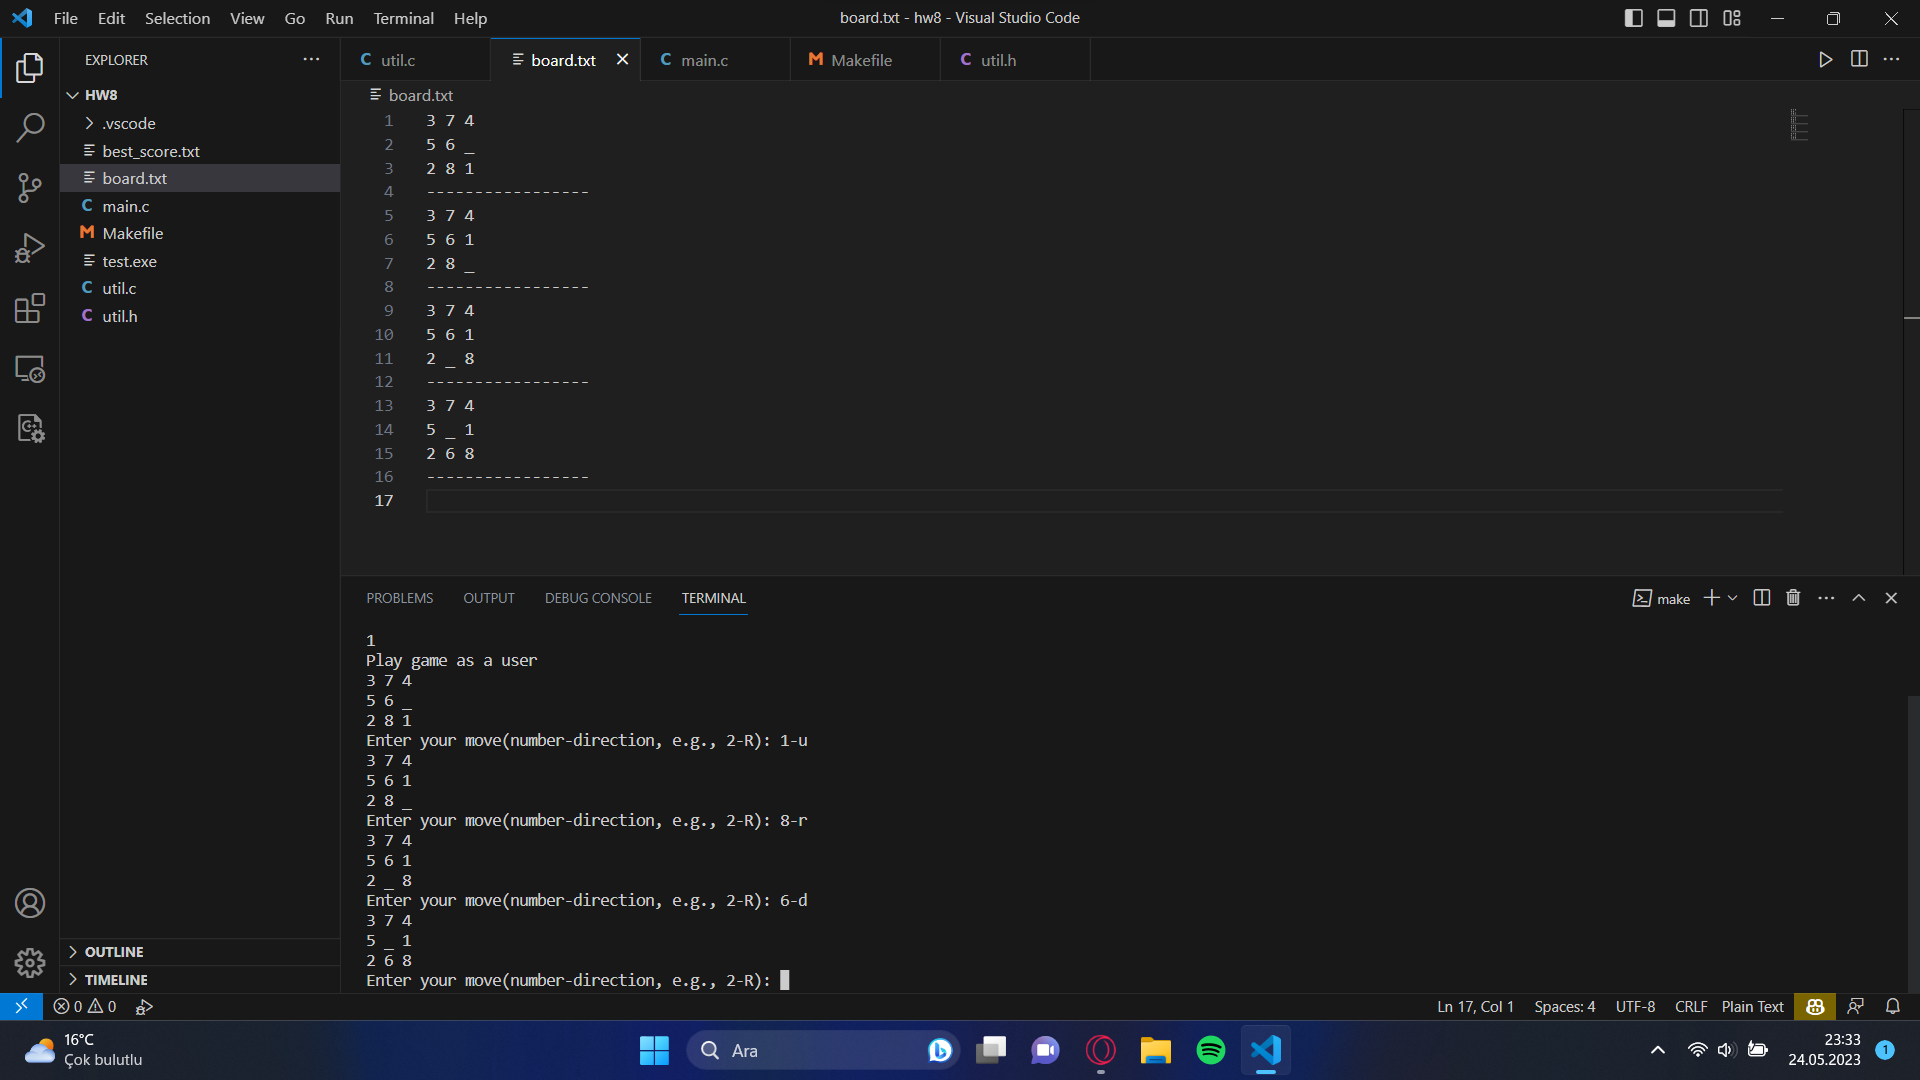 File Edit Selection View Go Run Terminal Help
board.txt - hw8 - Visual Studio Code
EXPLORER
HW8
.vscode
best_score.txt
board.txt
main.c
Makefile
test.exe
util.c
util.h
OUTLINE
TIMELINE
util.c board.txt main.c Makefile util.h
board.txt
1 3 7 4
2 5 6 _
3 2 8 1
4 -----------------
5 3 7 4
6 5 6 1
7 2 8 _
8 -----------------
9 3 7 4
10 5 6 1
11 2 _ 8
12 -----------------
13 3 7 4
14 5 _ 1
15 2 6 8
16 -----------------
17
PROBLEMS OUTPUT DEBUG CONSOLE TERMINAL
make
1
Play game as a user
3 7 4
5 6 _
2 8 1
Enter your move(number-direction, e.g., 2-R): 1-u
3 7 4
5 6 1
2 8 _
Enter your move(number-direction, e.g., 2-R): 8-r
3 7 4
5 6 1
2 _ 8
Enter your move(number-direction, e.g., 2-R): 6-d
3 7 4
5 _ 1
2 6 8
Enter your move(number-direction, e.g., 2-R):
0 0
Ln 17, Col 1 Spaces: 4 UTF-8 CRLF Plain Text
16°C
Çok bulutlu
Ara
23:33
24.05.2023
1